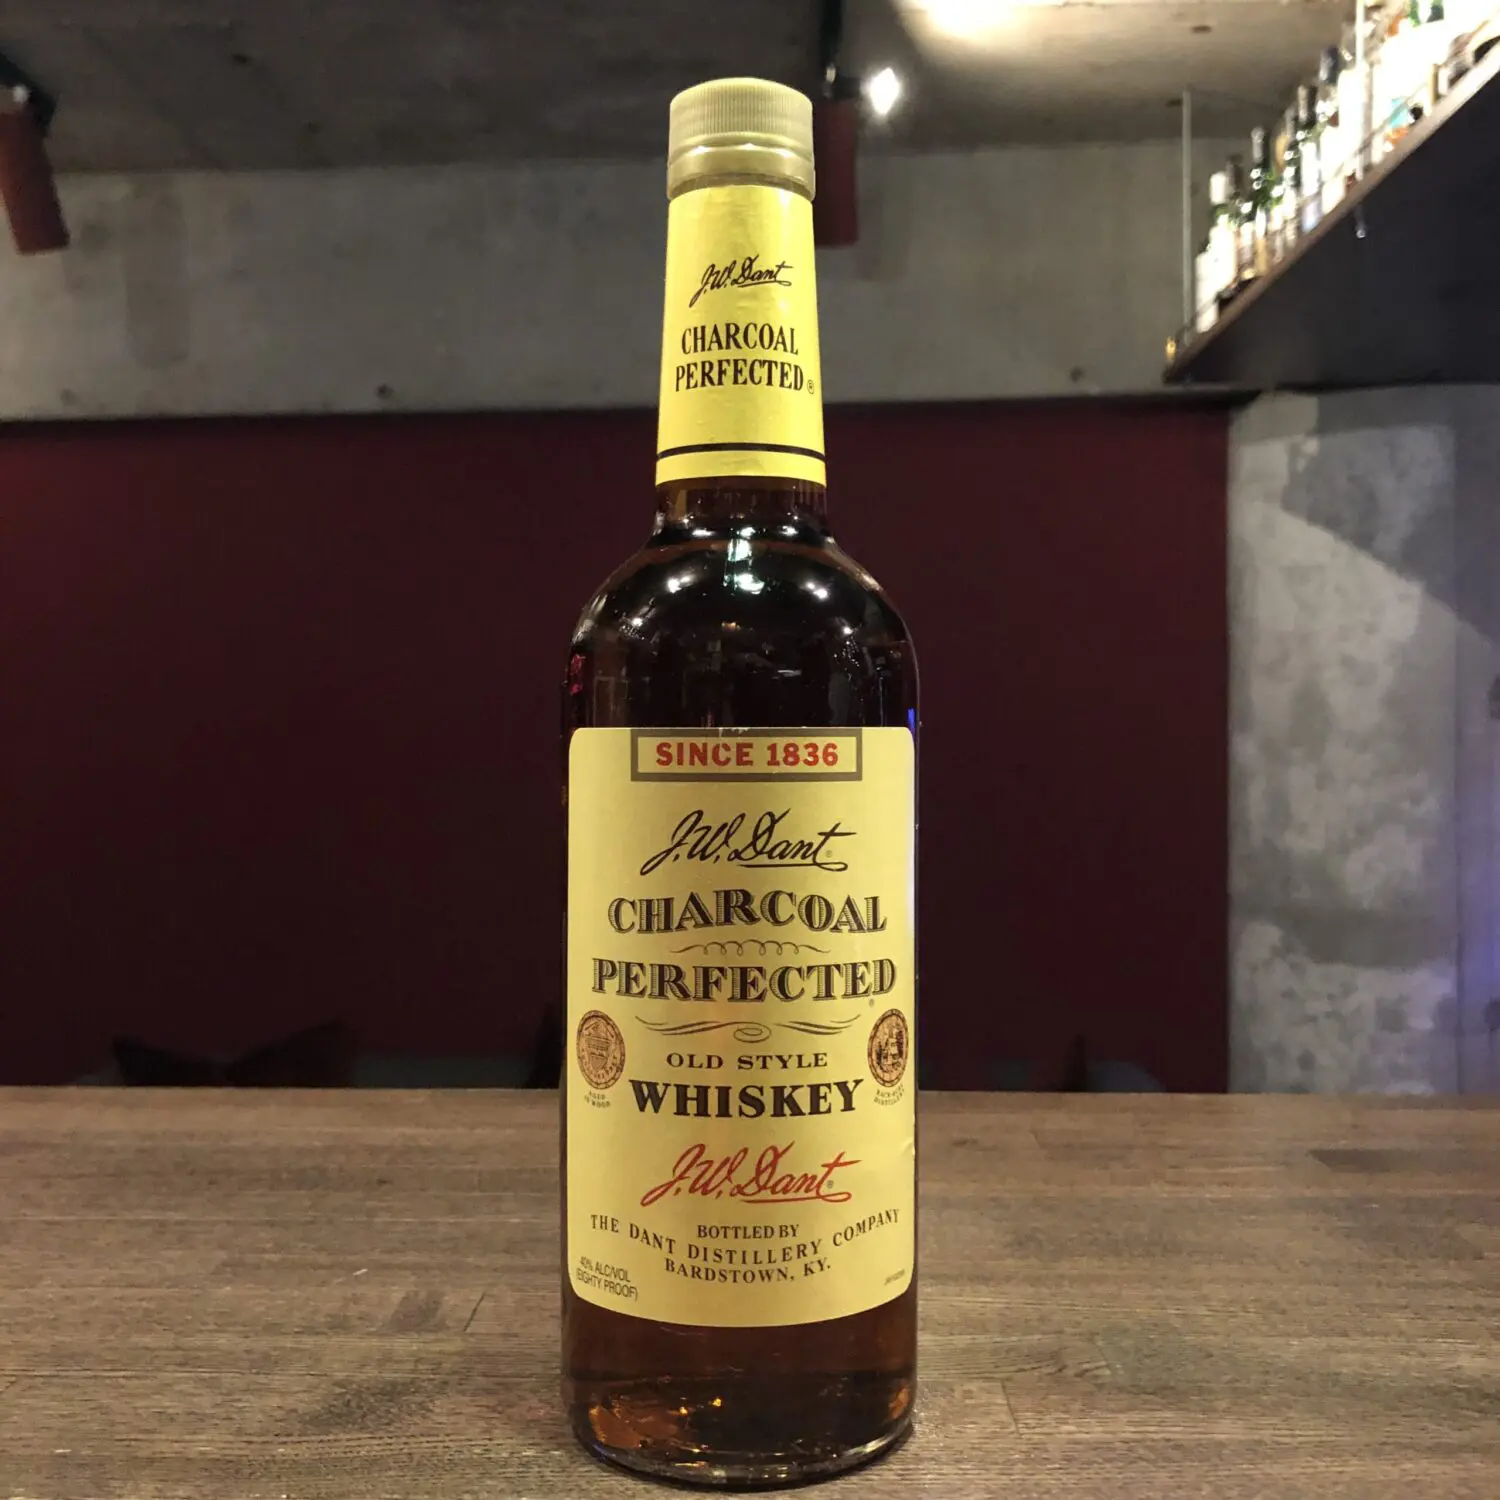 J.W. Dant
CHARCOAL
PERFECTED®
SINCE 1836
J.W. Dant®
CHARCOAL
PERFECTED®
OLD STYLE
WHISKEY
J.W. Dant®
BOTTLED BY
THE DANT DISTILLERY COMPANY
BARDSTOWN, KY.
40% ALC/VOL
(EIGHTY PROOF)